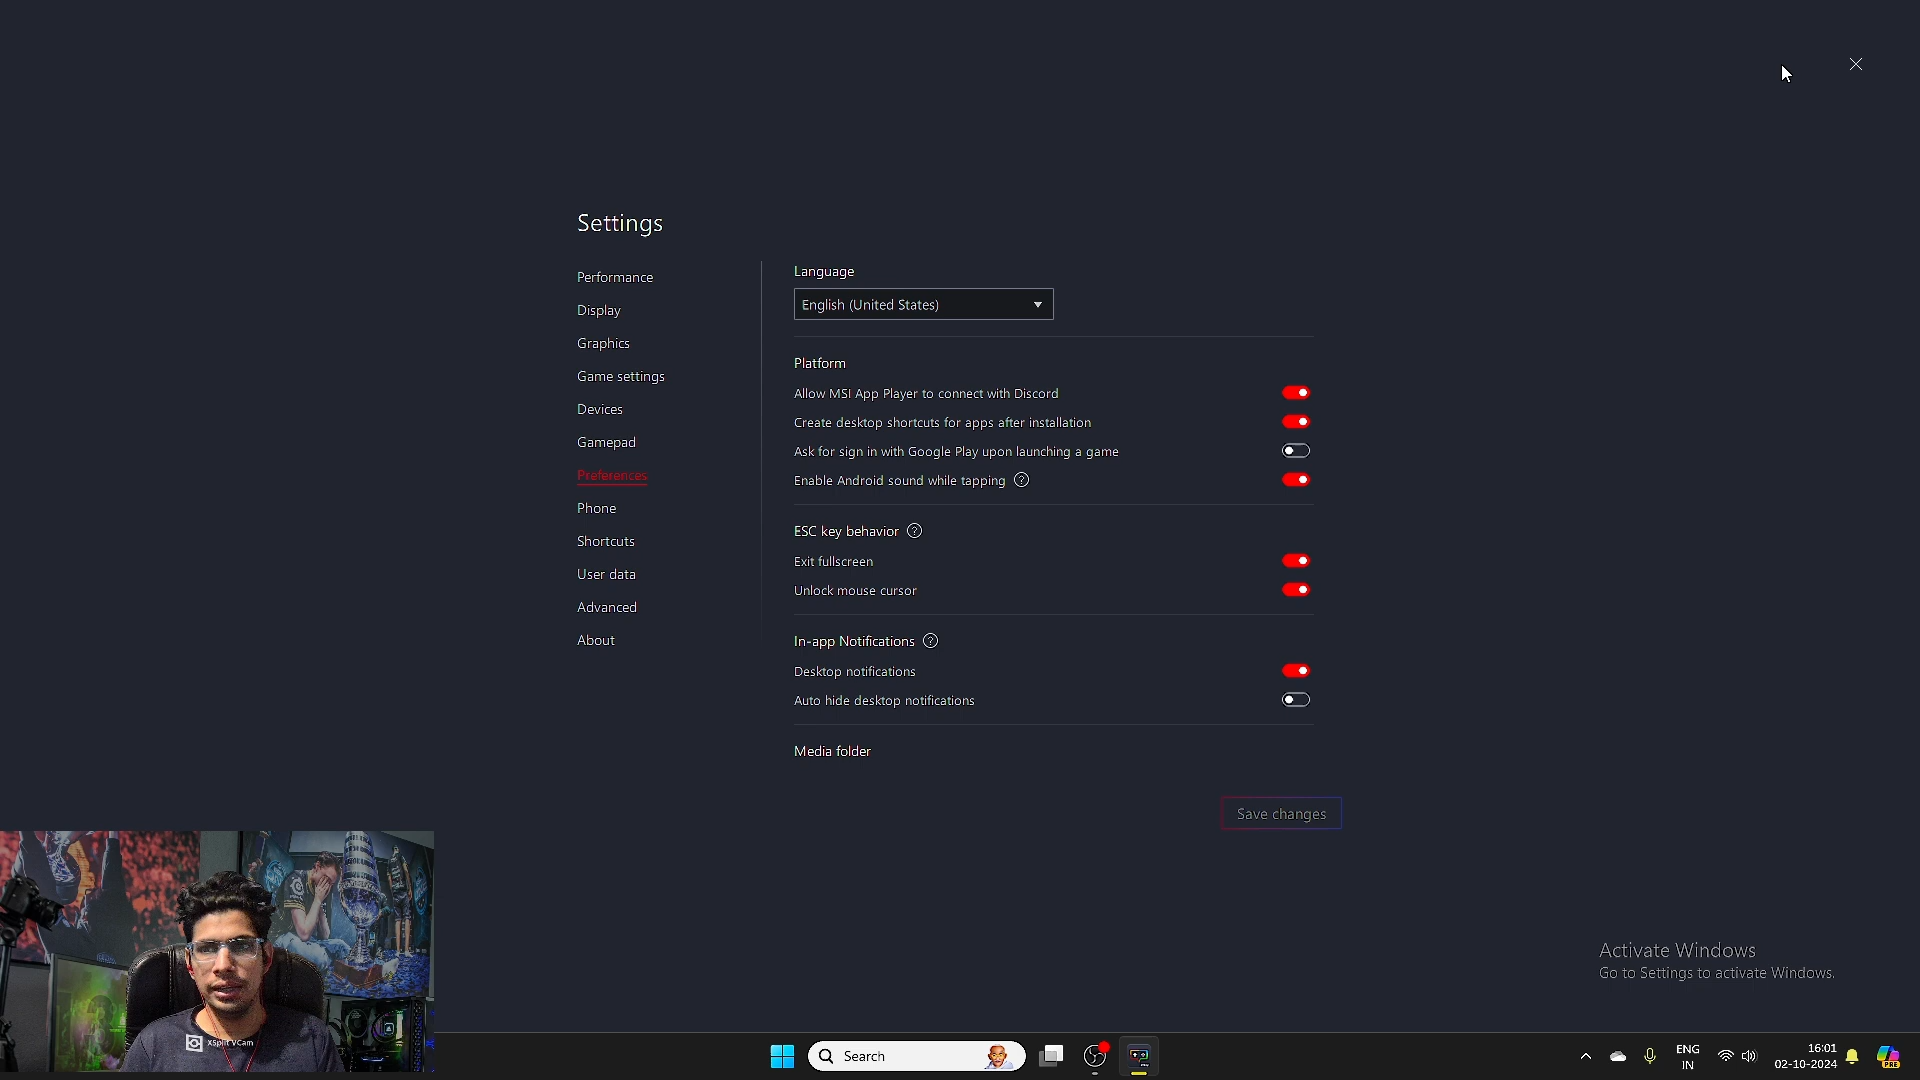 Settings
Performance
Display
Graphics
Game settings
Devices
Gamepad
Preferences
Phone
Shortcuts
User data
Advanced
About
Language
English (United States)
Platform
Allow MSI App Player to connect with Discord
Create desktop shortcuts for apps after installation
Ask for sign in with Google Play upon launching a game
Enable Android sound while tapping ?
ESC key behavior ?
Exit fullscreen
Unlock mouse cursor
In-app Notifications ?
Desktop notifications
Auto hide desktop notifications
Media folder
Save changes
Activate Windows
Go to Settings to activate Windows.
XSplit VCam
Search
ENG
IN
16:01
02-10-2024
PRE